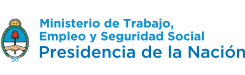 Ministerio de Trabajo,
Empleo y Seguridad Social
Presidencia de la Nación